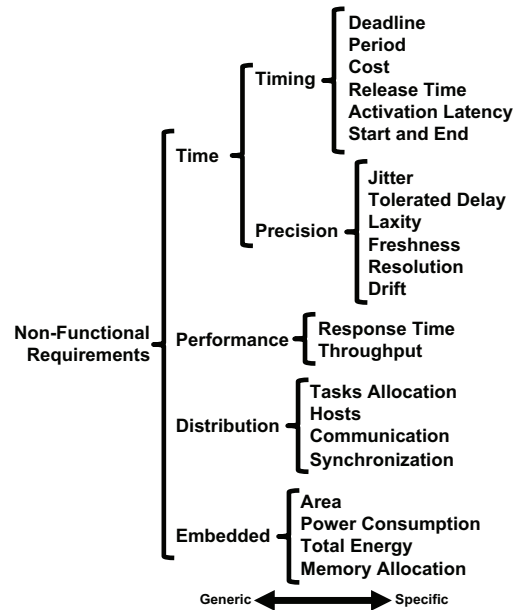 Non-Functional
Requirements
Time
Timing
Deadline
Period
Cost
Release Time
Activation Latency
Start and End
Precision
Jitter
Tolerated Delay
Laxity
Freshness
Resolution
Drift
Performance
Response Time
Throughput
Distribution
Tasks Allocation
Hosts
Communication
Synchronization
Embedded
Area
Power Consumption
Total Energy
Memory Allocation
Generic
Specific